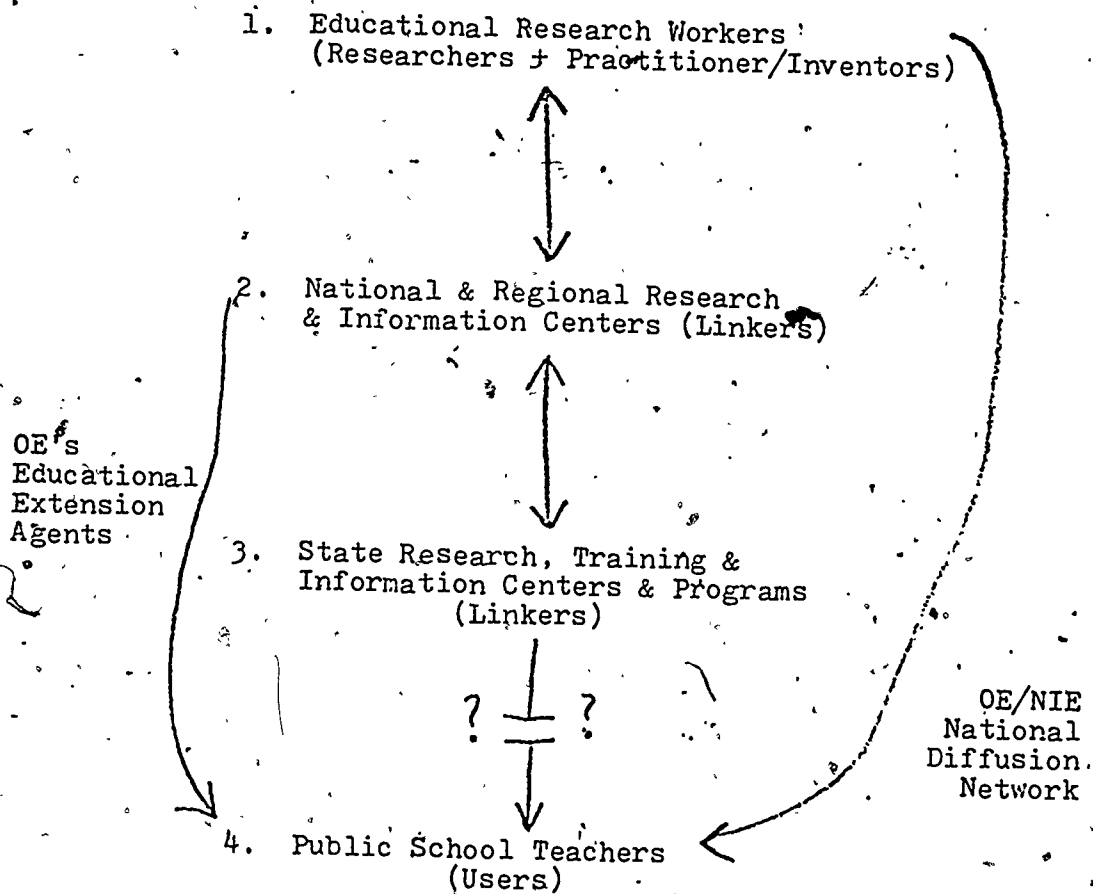 1. Educational Research Workers
(Researchers + Practitioner/Inventors)
2. National & Regional Research
& Information Centers (Linkers)
OE's
Educational
Extension
Agents
3. State Research, Training &
Information Centers & Programs
(Linkers)
? ?
OE/NIE
National
Diffusion
Network
4. Public School Teachers
(Users)